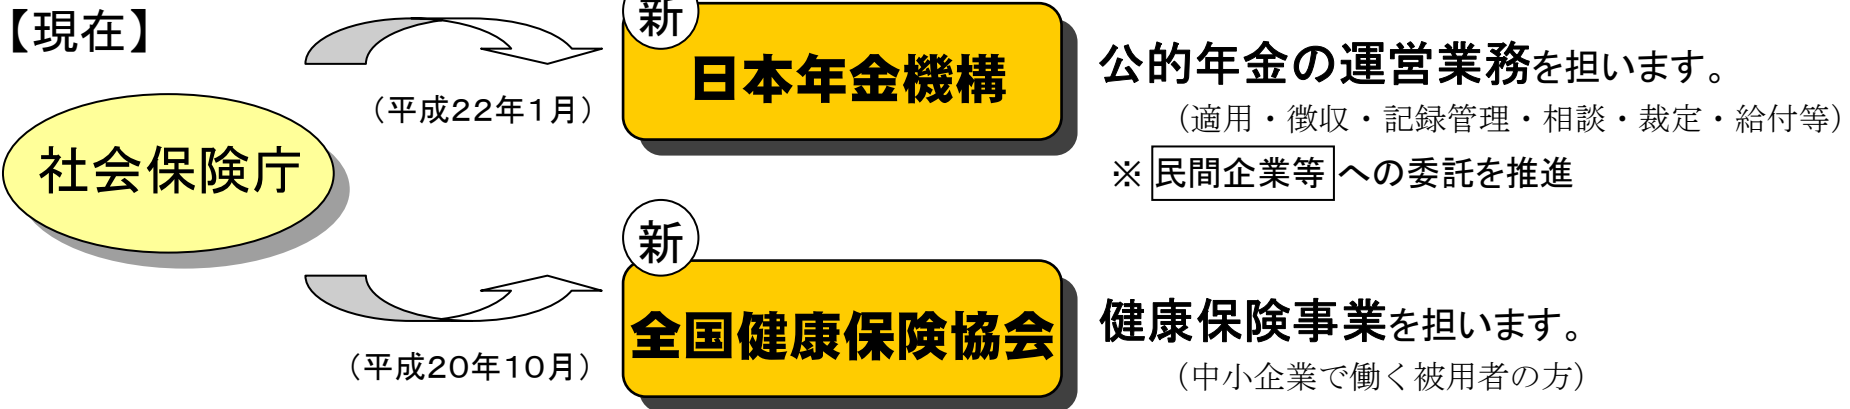 【現在】
社会保険庁
(平成22年1月)
新
日本年金機構
公的年金の運営業務を担います。
(適用・徴収・記録管理・相談・裁定・給付等)
※民間企業等への委託を推進
(平成20年10月)
新
全国健康保険協会
健康保険事業を担います。
(中小企業で働く被用者の方)